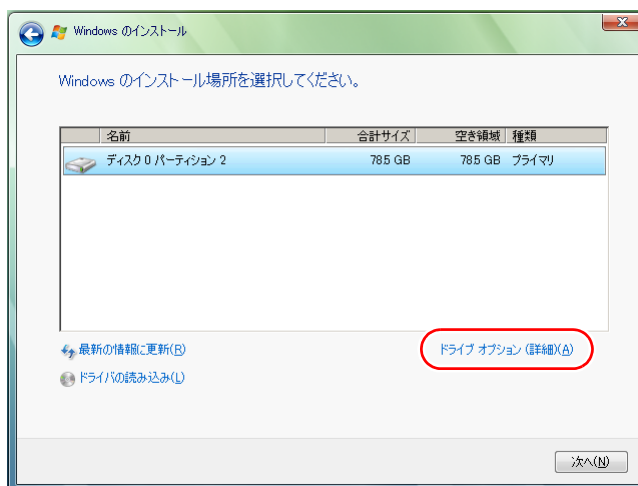 Windows のインストール
Windows のインストール場所を選択してください。
名前 合計サイズ 空き領域 種類
ディスク 0 パーティション 2 78.5 GB 78.5 GB プライマリ
最新の情報に更新(R) ドライブ オプション (詳細)(A)
ドライバの読み込み(L)
次へ(N)